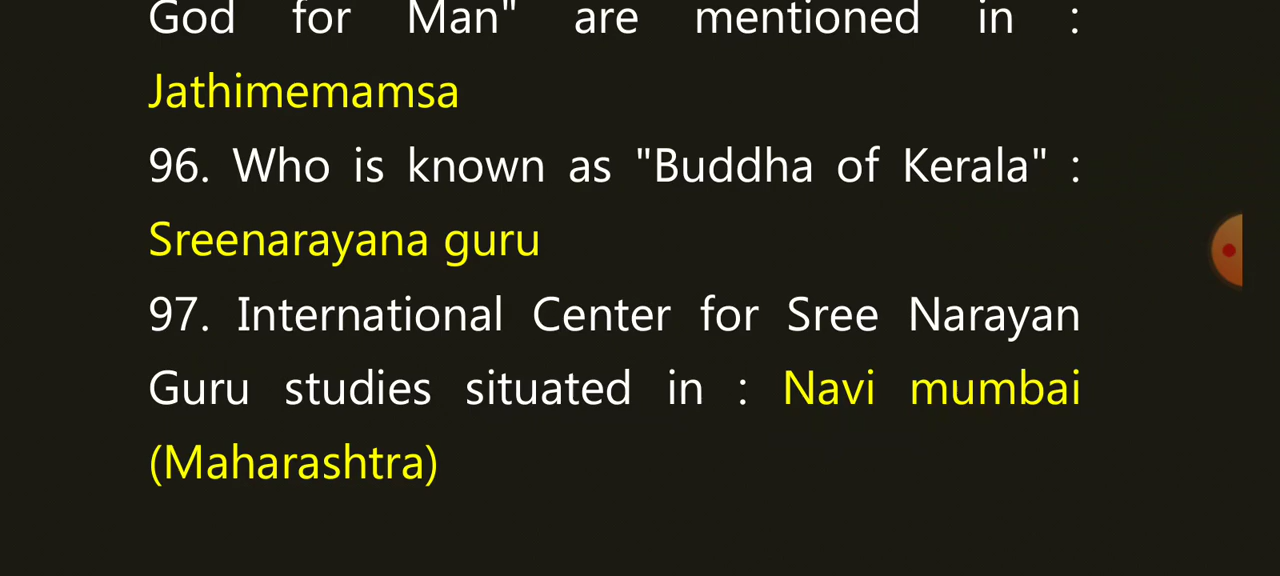 God for Man" are mentioned in :
Jathimemamsa
96. Who is known as "Buddha of Kerala" :
Sreenarayana guru
97. International Center for Sree Narayan
Guru studies situated in : Navi mumbai
(Maharashtra)